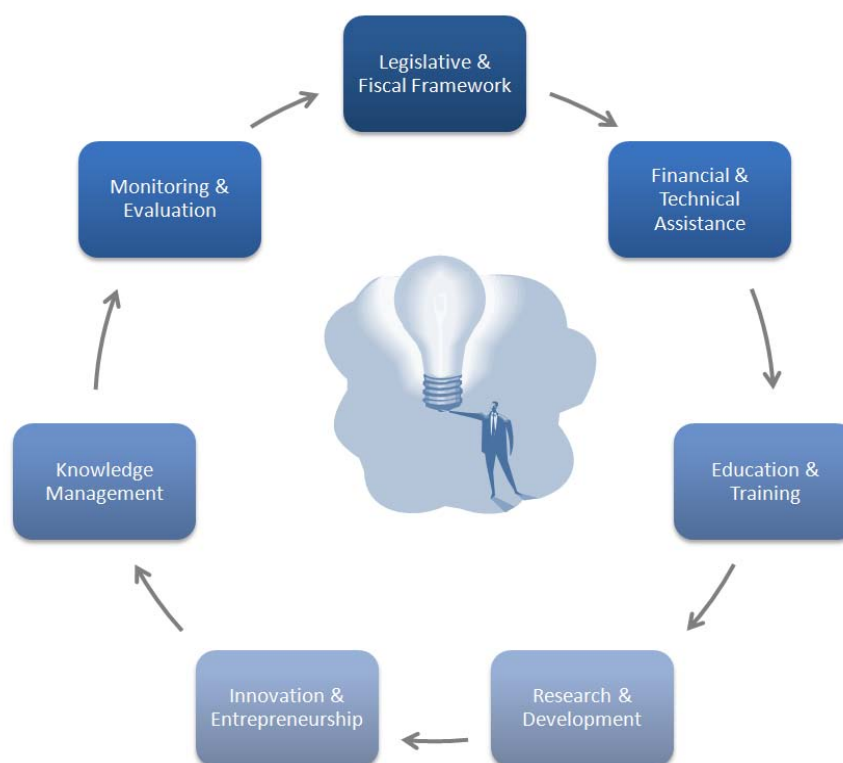 Legislative &
Fiscal Framework
Financial &
Technical
Assistance
Education &
Training
Research &
Development
Innovation &
Entrepreneurship
Knowledge
Management
Monitoring &
Evaluation